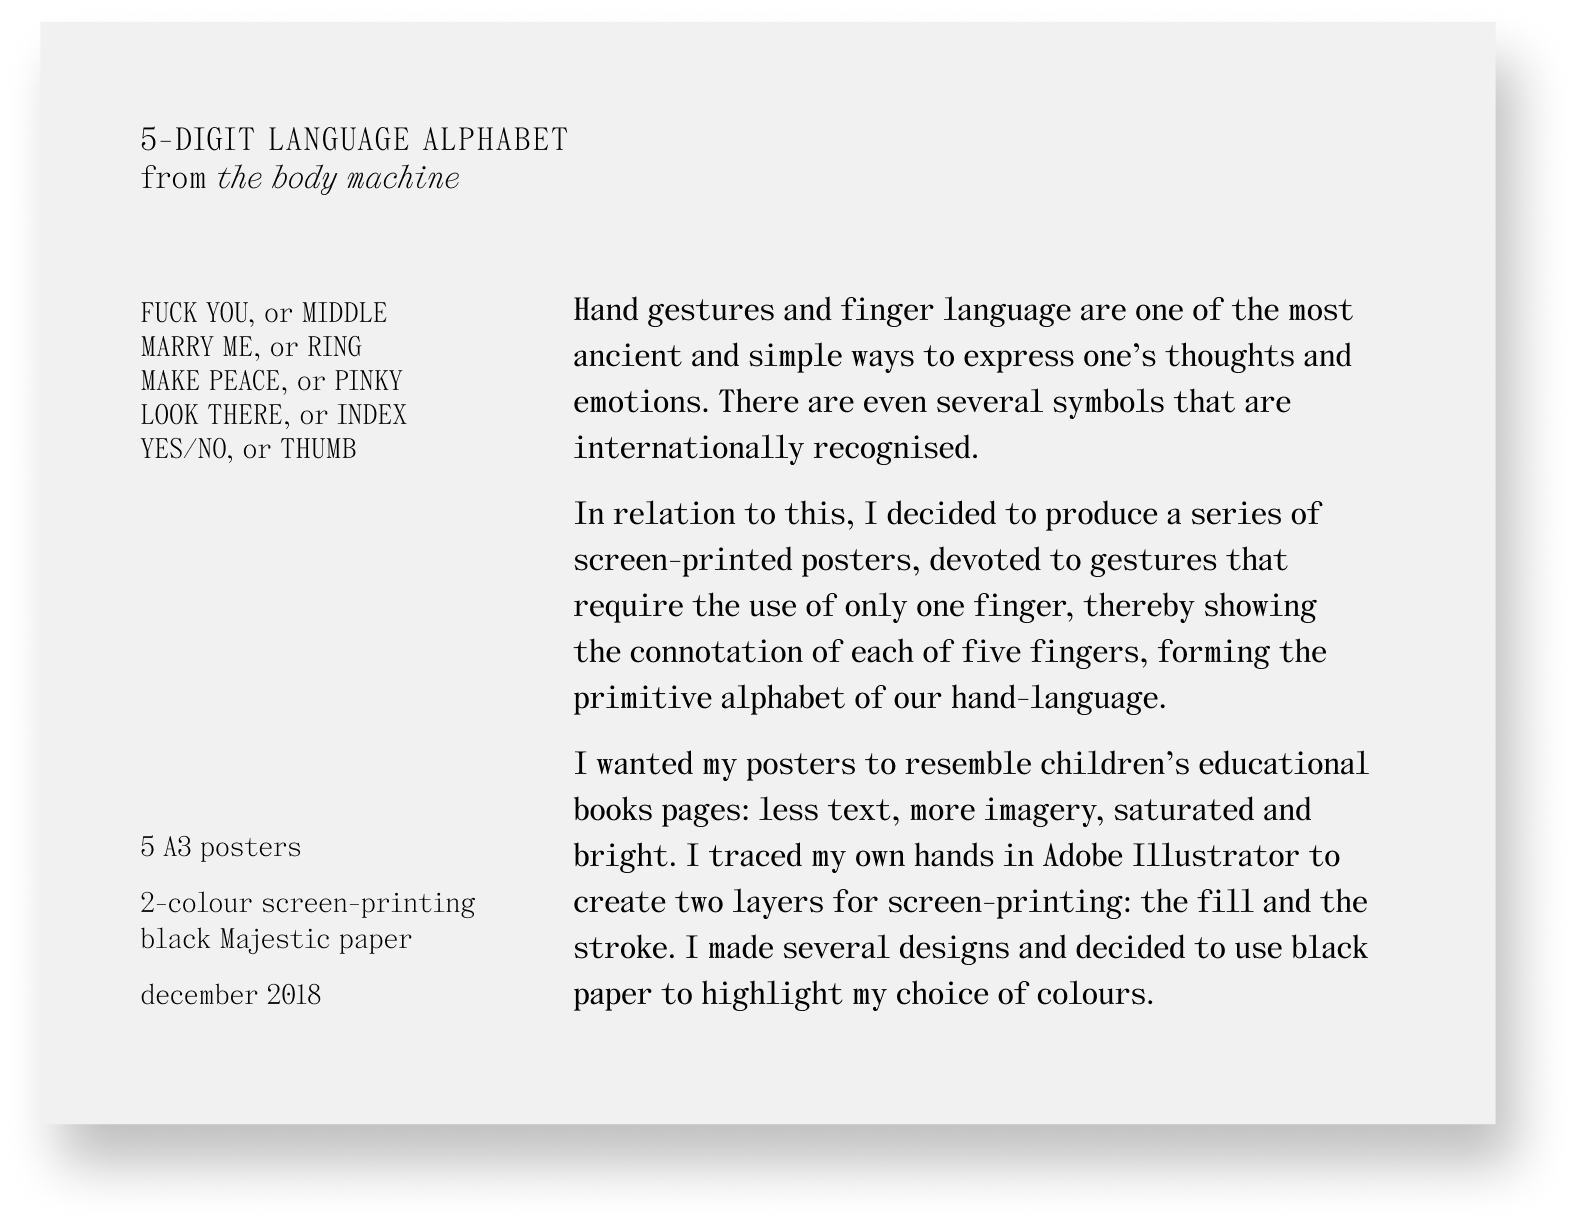 5-DIGIT LANGUAGE ALPHABET
from the body machine
FUCK YOU, or MIDDLE
MARRY ME, or RING
MAKE PEACE, or PINKY
LOOK THERE, or INDEX
YES/NO, or THUMB
5 A3 posters
2-colour screen-printing
black Majestic paper
december 2018
Hand gestures and finger language are one of the most
ancient and simple ways to express one’s thoughts and
emotions. There are even several symbols that are
internationally recognised.
In relation to this, I decided to produce a series of
screen-printed posters, devoted to gestures that
require the use of only one finger, thereby showing
the connotation of each of five fingers, forming the
primitive alphabet of our hand-language.
I wanted my posters to resemble children’s educational
books pages: less text, more imagery, saturated and
bright. I traced my own hands in Adobe Illustrator to
create two layers for screen-printing: the fill and the
stroke. I made several designs and decided to use black
paper to highlight my choice of colours.